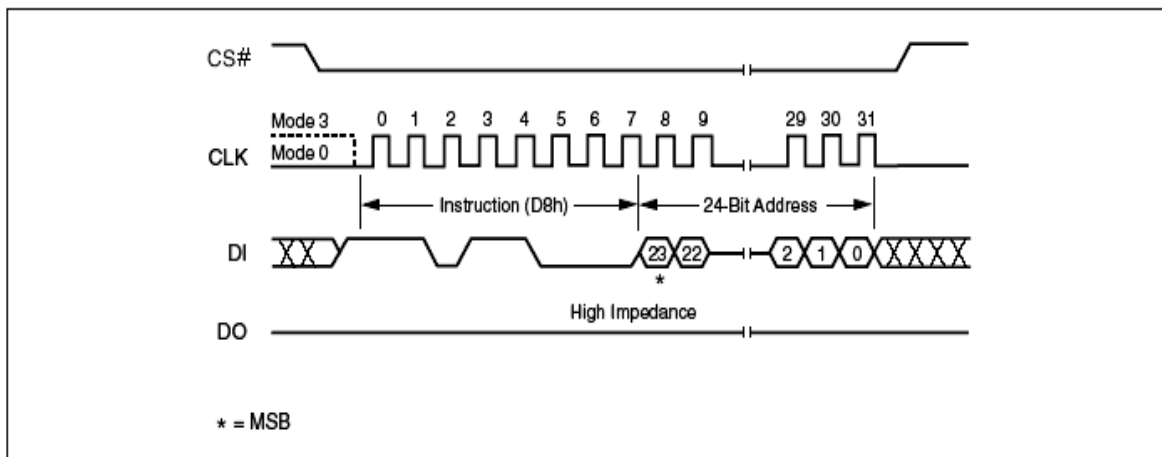 CS#
Mode 3 0 1 2 3 4 5 6 7 8 9 29 30 31
CLK Mode 0
Instruction (D8h) 24-Bit Address
DI 23 22 2 1 0
*
High Impedance
DO
* = MSB